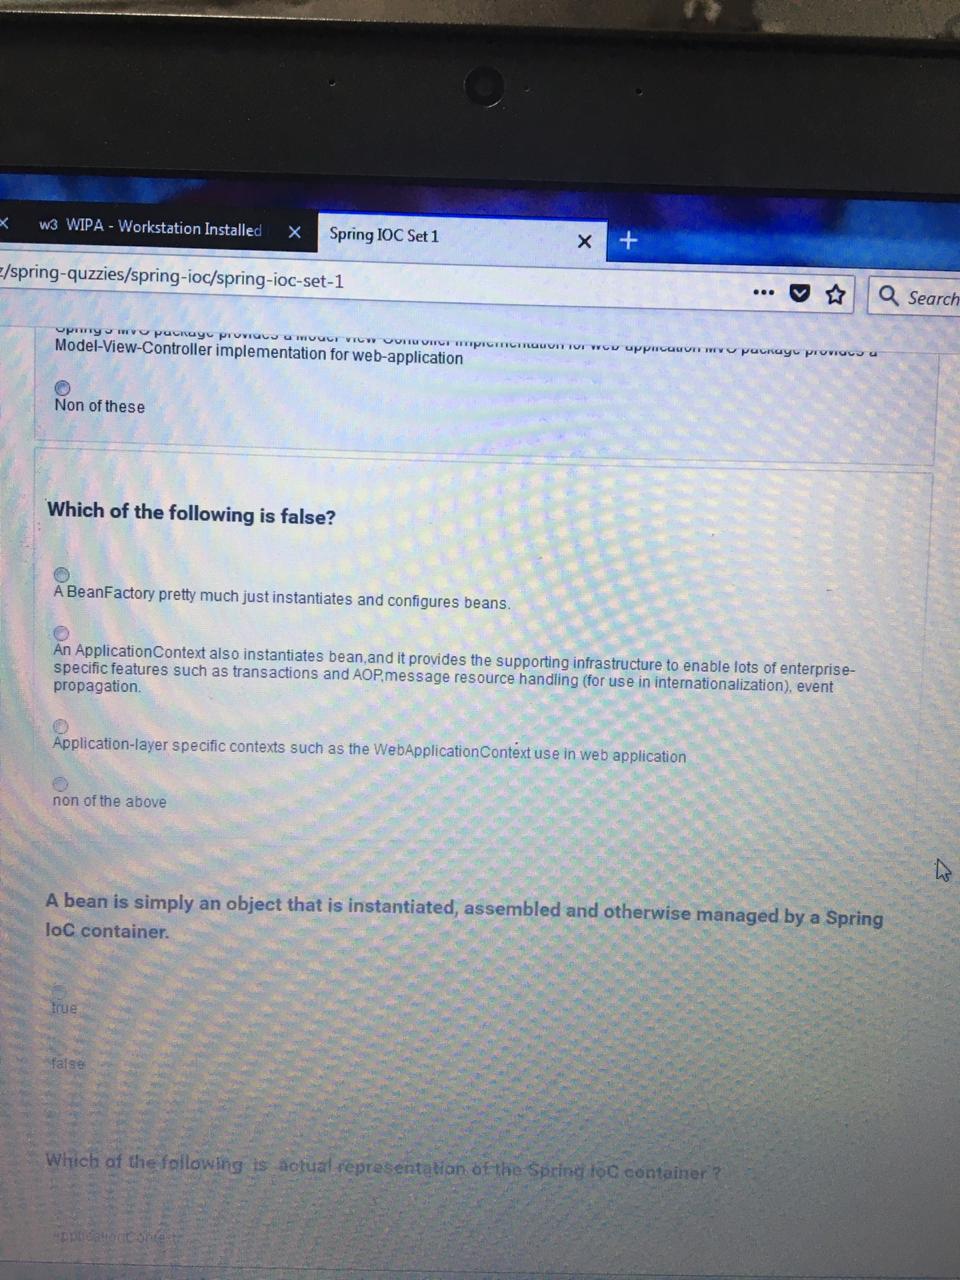 w3 WIPA - Workstation Installed
Spring IOC Set 1
z/spring-quzzies/spring-ioc/spring-ioc-set-1
Search
Spring's MVC package provides a Model-View-Controller implementation for web-application MVC package provides a
Model-View-Controller implementation for web-application
Non of these
Which of the following is false?
A BeanFactory pretty much just instantiates and configures beans.
An ApplicationContext also instantiates bean,and it provides the supporting infrastructure to enable lots of enterprise-
specific features such as transactions and AOP,message resource handling (for use in internationalization), event
propagation.
Application-layer specific contexts such as the WebApplicationContext use in web application
non of the above
A bean is simply an object that is instantiated, assembled and otherwise managed by a Spring
IoC container.
true
false
Which of the following is actual representation of the Spring IoC container ?
ApplicationContext